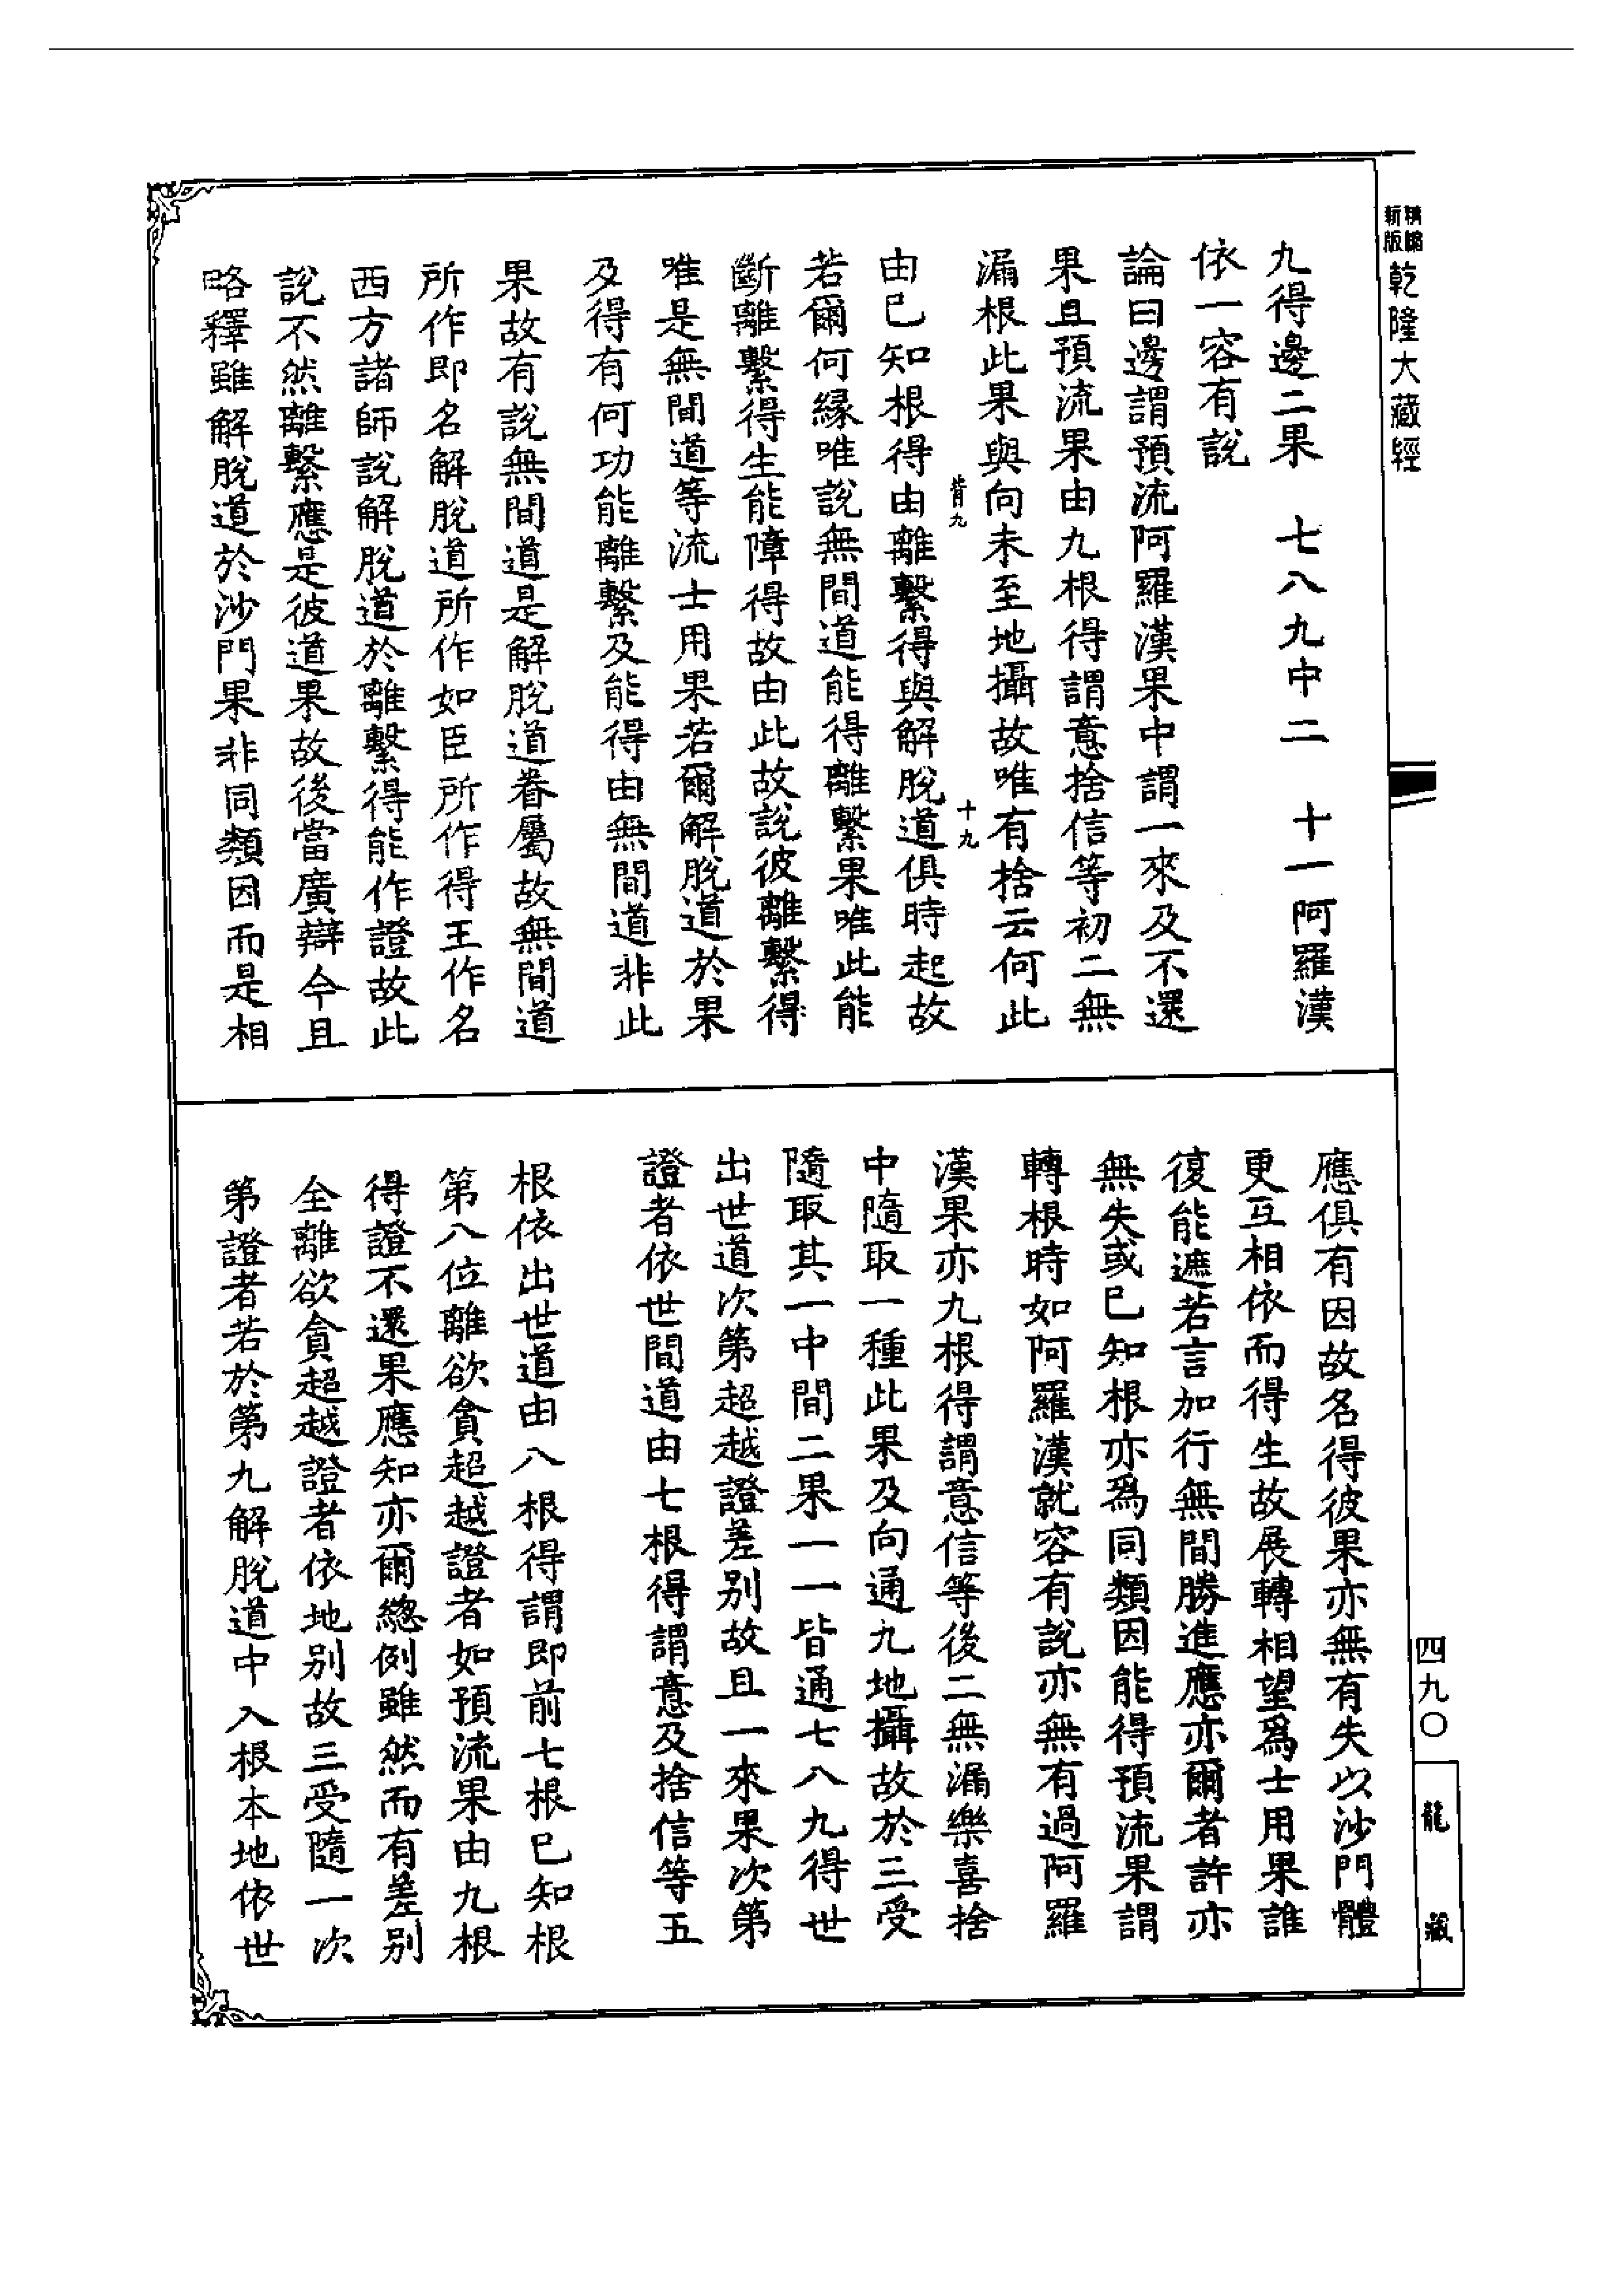 新版精縮乾隆大藏經
九得邊二果　七八九中二　十一阿羅漢
依一容有說
論曰邊謂預流阿羅漢果中謂一來及不還
果且預流果由九根得謂意捨信等初二無
漏根此果與向未至地攝故唯有捨云何此
由已知根得由離繫得與解脫道俱時起故
若爾何緣唯說無間道能得離繫果唯此能
斷離繫得生能障得故由此故說彼離繫得
唯是無間道等流士用果若爾解脫道於果
及得有何功能離繫及能得由無間道非此
果故有說無間道是解脫道眷屬故無間道
所作即名解脫道所作如臣所作得王作名
西方諸師說解脫道於離繫得能作證故此
說不然離繫應是彼道果故後當廣辯今且
略釋雖解脫道於沙門果非同類因而是相
十九
應俱有因故名得彼果亦無有失以沙門體
更互相依而得生故展轉相望爲士用果誰
復能遮若言加行無間勝進應亦爾者許亦
無失或已知根亦爲同類因能得預流果謂
轉根時如阿羅漢就容有說亦無有過阿羅
漢果亦九根得謂意信等後二無漏樂喜捨
中隨取一種此果及向通九地攝故於三受
隨取其一中間二果一一皆通七八九得世
出世道次第超越證差別故且一來果次第
證者依世間道由七根得謂意及捨信等五
根依出世道由八根得謂即前七根已知根
第八位離欲貪超越證者如預流果由九根
得證不還果應知亦爾總例雖然而有差別
全離欲貪超越證者依地別故三受隨一次
第證者若於第九解脫道中入根本地依世
四九〇
龍藏